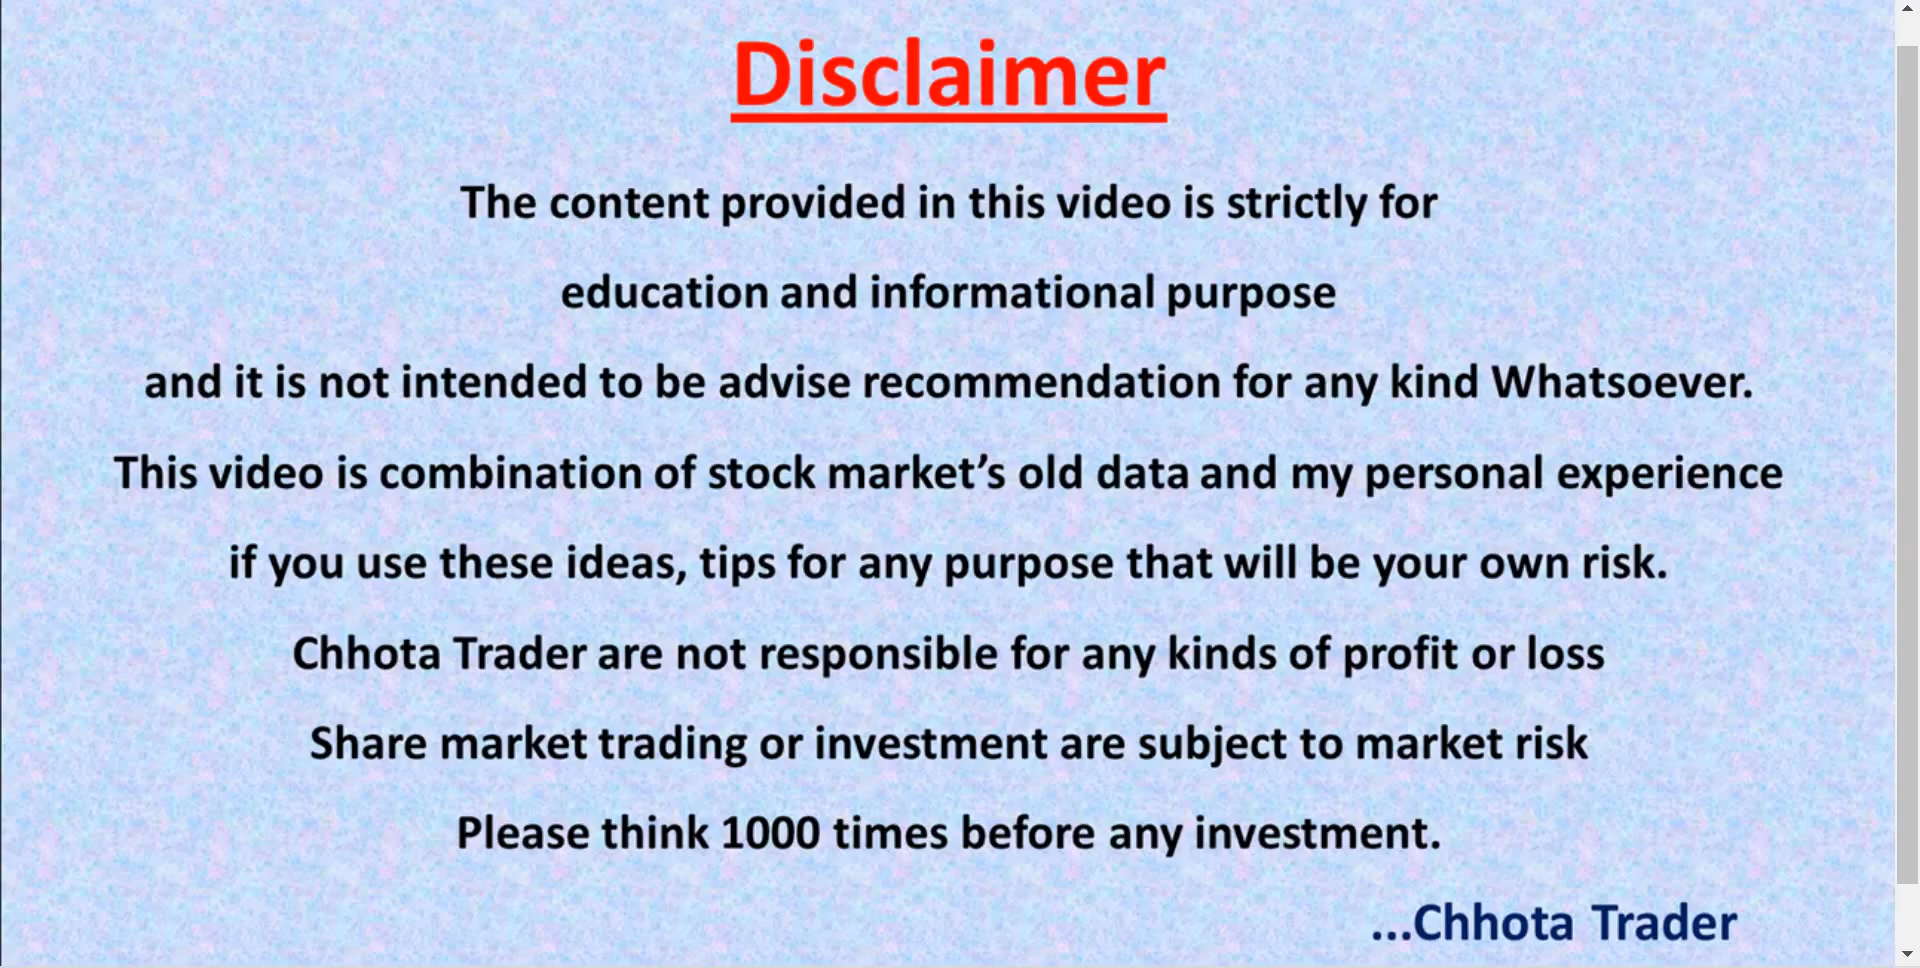 Disclaimer
The content provided in this video is strictly for
education and informational purpose
and it is not intended to be advise recommendation for any kind Whatsoever.
This video is combination of stock market’s old data and my personal experience
if you use these ideas, tips for any purpose that will be your own risk.
Chhota Trader are not responsible for any kinds of profit or loss
Share market trading or investment are subject to market risk
Please think 1000 times before any investment.
...Chhota Trader